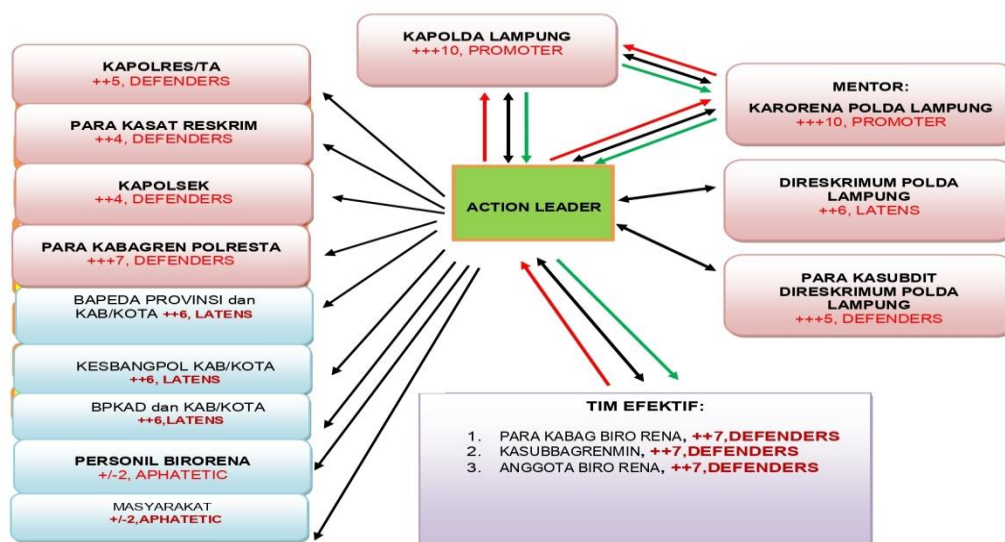 KAPOLRES/TA
++5, DEFENDERS
PARA KASAT RESKRIM
++4, DEFENDERS
KAPOLSEK
++4, DEFENDERS
PARA KABAGREN POLRESTA
+++7, DEFENDERS
BAPEDA PROVINSI dan
KAB/KOTA ++6, LATENS
KESBANGPOL KAB/KOTA
++6, LATENS
BPKAD dan KAB/KOTA
++6,LATENS
PERSONIL BIRORENA
+/-2, APHATETIC
MASYARAKAT
+/-2,APHATETIC
KAPOLDA LAMPUNG
+++10, PROMOTER
ACTION LEADER
MENTOR:
KARORENA POLDA LAMPUNG
+++10, PROMOTER
DIRESKRIMUM POLDA
LAMPUNG
++6, LATENS
PARA KASUBDIT
DIRESKRIMUM POLDA
LAMPUNG
+++5, DEFENDERS
TIM EFEKTIF:
1. PARA KABAG BIRO RENA, ++7,DEFENDERS
2. KASUBBAGRENMIN, ++7,DEFENDERS
3. ANGGOTA BIRO RENA, ++7,DEFENDERS